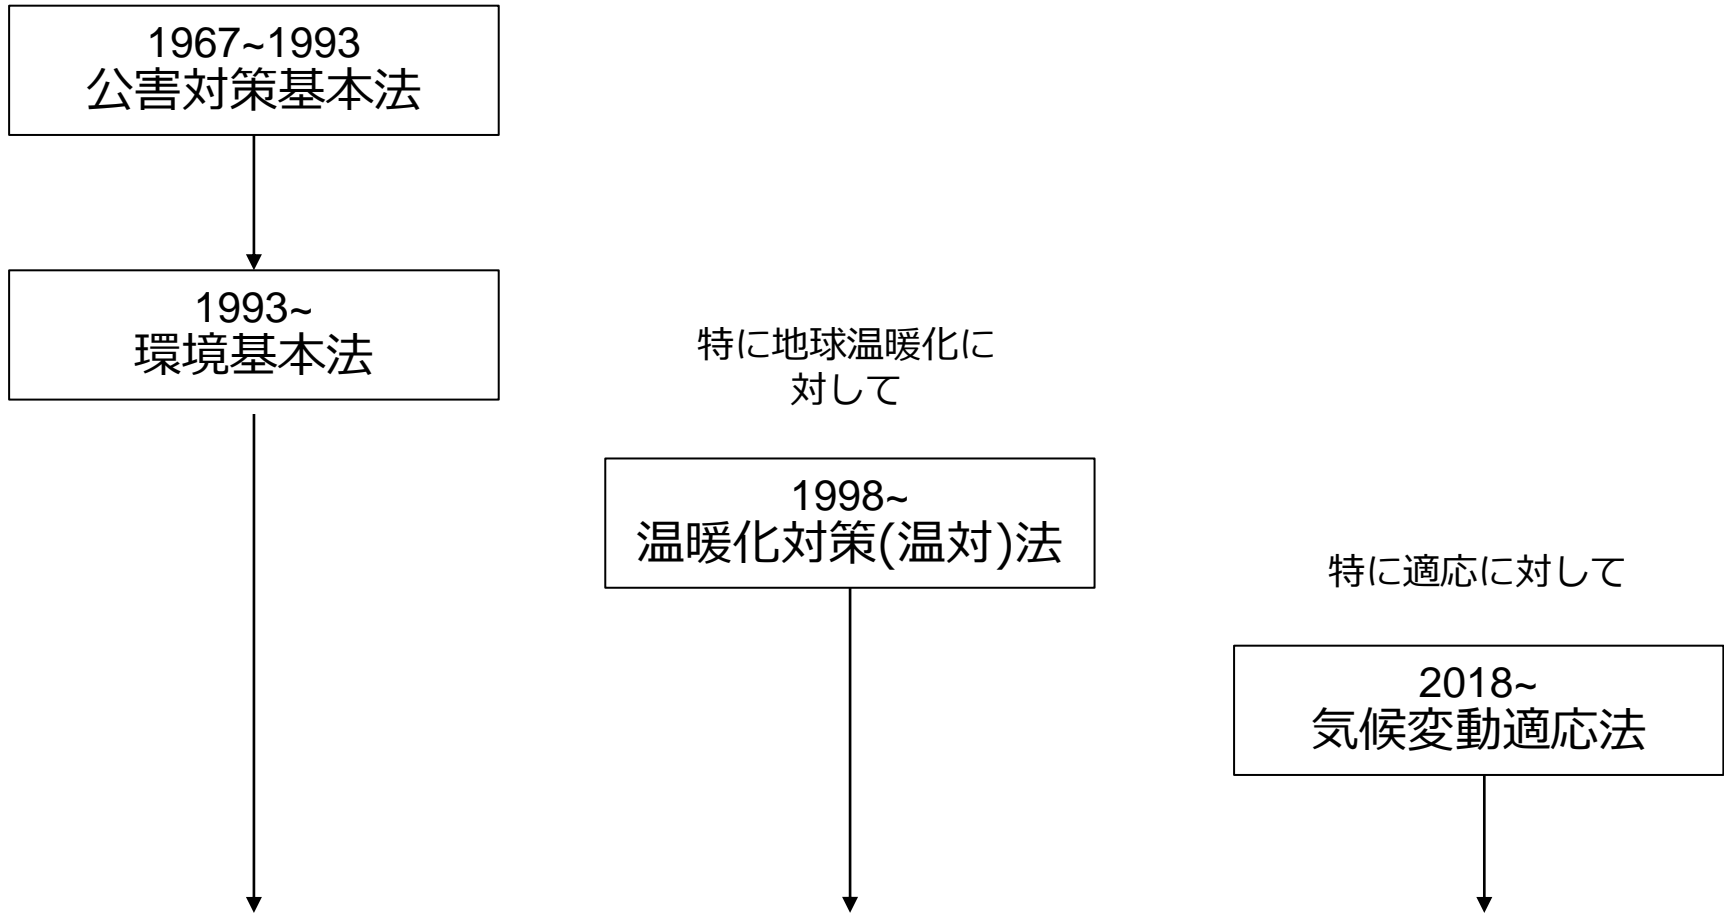 1967~1993
公害対策基本法
1993~
環境基本法
特に地球温暖化に
対して
1998~
温暖化対策(温対)法
特に適応に対して
2018~
気候変動適応法